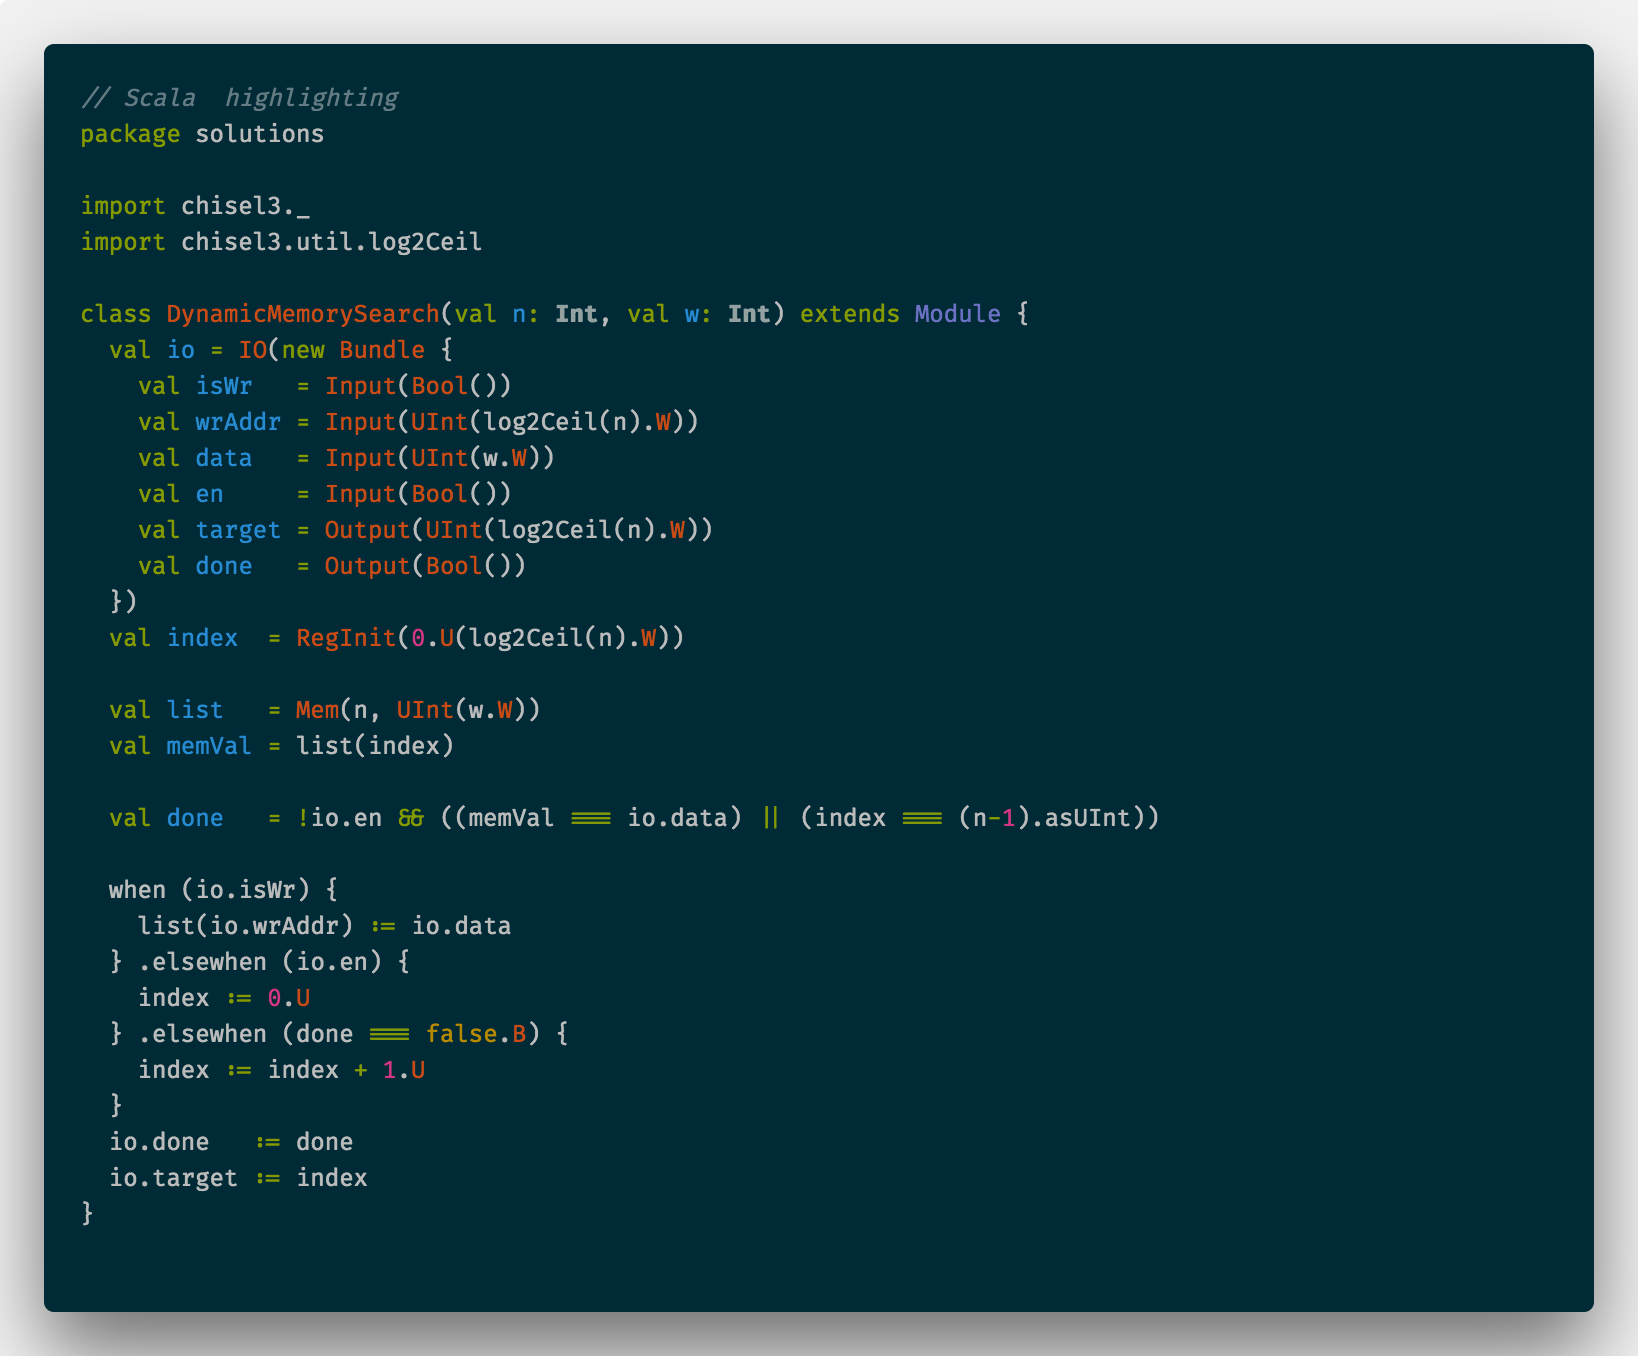 // Scala  highlighting
package solutions

import chisel3._
import chisel3.util.log2Ceil

class DynamicMemorySearch(val n: Int, val w: Int) extends Module {
  val io = IO(new Bundle {
    val isWr   = Input(Bool())
    val wrAddr = Input(UInt(log2Ceil(n).W))
    val data   = Input(UInt(w.W))
    val en     = Input(Bool())
    val target = Output(UInt(log2Ceil(n).W))
    val done   = Output(Bool())
  })
  val index  = RegInit(0.U(log2Ceil(n).W))

  val list   = Mem(n, UInt(w.W))
  val memVal = list(index)

  val done   = !io.en && ((memVal === io.data) || (index === (n-1).asUInt))

  when (io.isWr) {
    list(io.wrAddr) := io.data
  } .elsewhen (io.en) {
    index := 0.U
  } .elsewhen (done === false.B) {
    index := index + 1.U
  }
  io.done   := done
  io.target := index
}